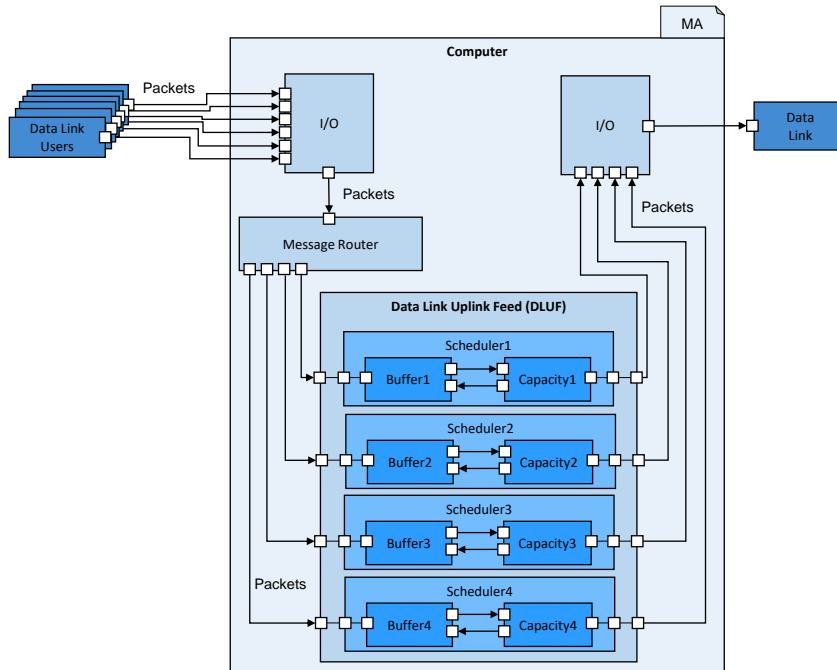 MA
Computer
Packets
I/O
I/O
Data Link
Users
Data
Link
Packets
Packets
Message Router
Data Link Uplink Feed (DLUF)
Scheduler1
Buffer1
Capacity1
Scheduler2
Buffer2
Capacity2
Scheduler3
Buffer3
Capacity3
Packets
Scheduler4
Buffer4
Capacity4